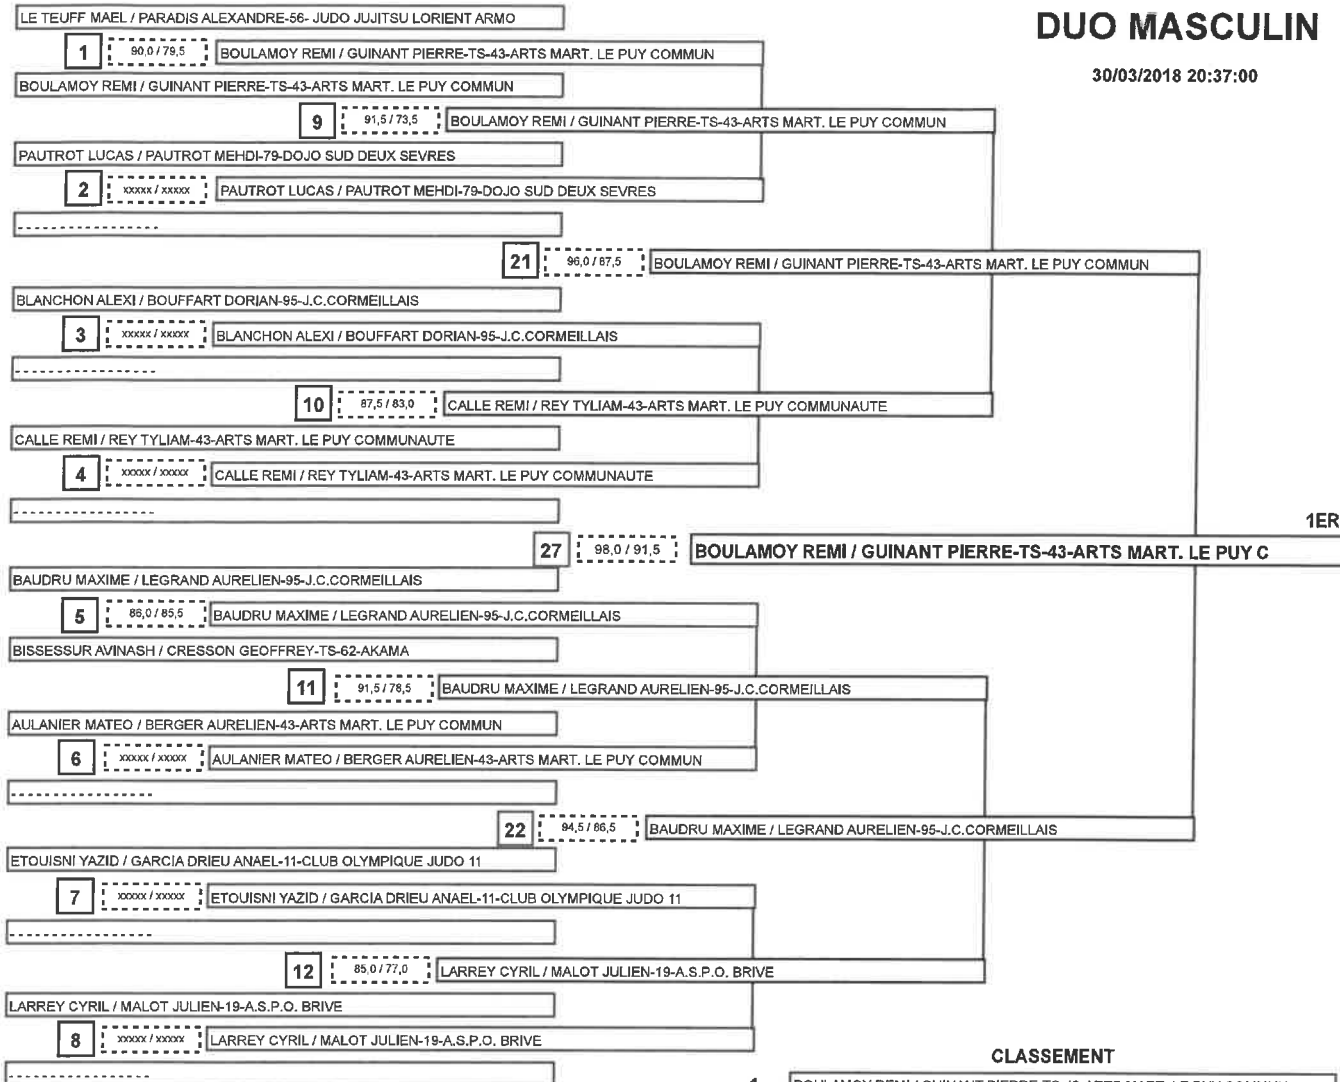 LE TEUFF MAEL / PARADIS ALEXANDRE-56- JUDO JUJITSU LORIENT ARMO
DUO MASCULIN
1 90,0 / 79,5 BOULAMOY REMI / GUINANT PIERRE-TS-43-ARTS MART. LE PUY COMMUN
30/03/2018 20:37:00
BOULAMOY REMI / GUINANT PIERRE-TS-43-ARTS MART. LE PUY COMMUN
9 91,5 / 73,5 BOULAMOY REMI / GUINANT PIERRE-TS-43-ARTS MART. LE PUY COMMUN
PAUTROT LUCAS / PAUTROT MEHDI-79-DOJO SUD DEUX SEVRES
2 xxxxx / xxxxx PAUTROT LUCAS / PAUTROT MEHDI-79-DOJO SUD DEUX SEVRES
-----------------
21 96,0 / 87,5 BOULAMOY REMI / GUINANT PIERRE-TS-43-ARTS MART. LE PUY COMMUN
BLANCHON ALEXI / BOUFFART DORIAN-95-J.C.CORMEILLAIS
3 xxxxx / xxxxx BLANCHON ALEXI / BOUFFART DORIAN-95-J.C.CORMEILLAIS
-----------------
10 87,5 / 83,0 CALLE REMI / REY TYLIAM-43-ARTS MART. LE PUY COMMUNAUTE
CALLE REMI / REY TYLIAM-43-ARTS MART. LE PUY COMMUNAUTE
4 xxxxx / xxxxx CALLE REMI / REY TYLIAM-43-ARTS MART. LE PUY COMMUNAUTE
-----------------
1ER
27 98,0 / 91,5 BOULAMOY REMI / GUINANT PIERRE-TS-43-ARTS MART. LE PUY C
BAUDRU MAXIME / LEGRAND AURELIEN-95-J.C.CORMEILLAIS
5 86,0 / 85,5 BAUDRU MAXIME / LEGRAND AURELIEN-95-J.C.CORMEILLAIS
BISSESSUR AVINASH / CRESSON GEOFFREY-TS-62-AKAMA
11 91,5 / 78,5 BAUDRU MAXIME / LEGRAND AURELIEN-95-J.C.CORMEILLAIS
AULANIER MATEO / BERGER AURELIEN-43-ARTS MART. LE PUY COMMUN
6 xxxxx / xxxxx AULANIER MATEO / BERGER AURELIEN-43-ARTS MART. LE PUY COMMUN
-----------------
22 94,5 / 86,5 BAUDRU MAXIME / LEGRAND AURELIEN-95-J.C.CORMEILLAIS
ETOUISNI YAZID / GARCIA DRIEU ANAEL-11-CLUB OLYMPIQUE JUDO 11
7 xxxxx / xxxxx ETOUISNI YAZID / GARCIA DRIEU ANAEL-11-CLUB OLYMPIQUE JUDO 11
-----------------
12 85,0 / 77,0 LARREY CYRIL / MALOT JULIEN-19-A.S.P.O. BRIVE
LARREY CYRIL / MALOT JULIEN-19-A.S.P.O. BRIVE
8 xxxxx / xxxxx LARREY CYRIL / MALOT JULIEN-19-A.S.P.O. BRIVE
CLASSEMENT
-----------------